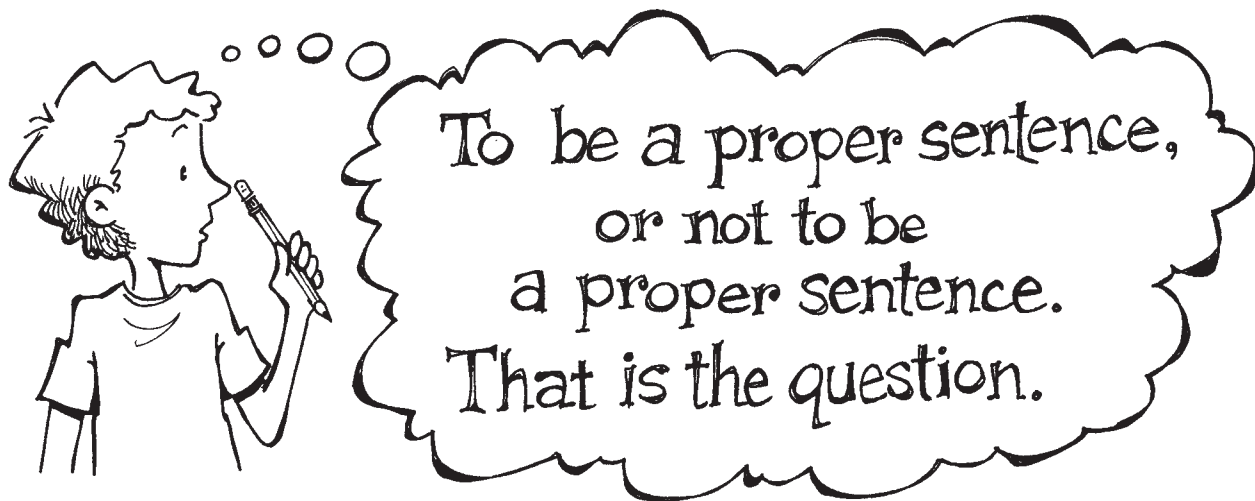 To be a proper sentence,
or not to be
a proper sentence.
That is the question.